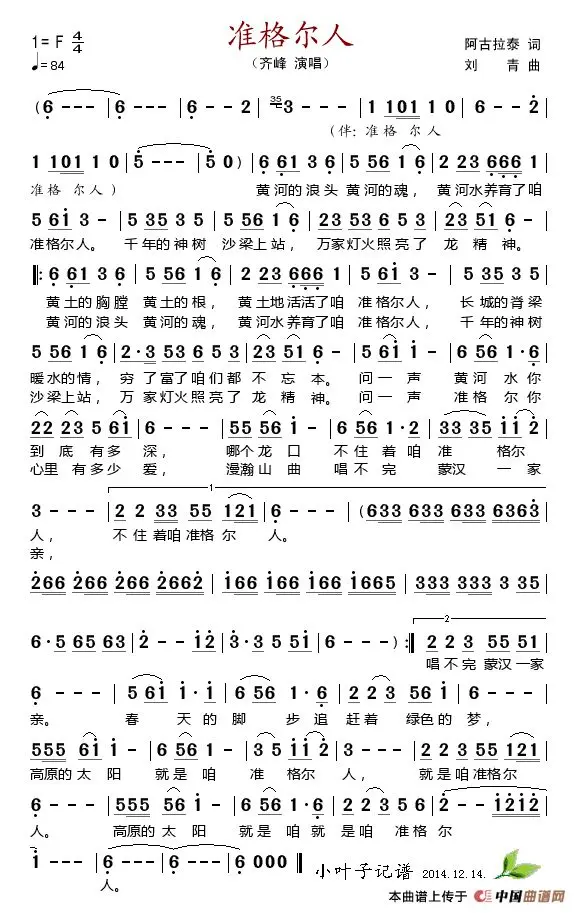 准格尔人
1=F 4/4
♩=84
（齐峰 演唱）
阿古拉泰 词
刘 青 曲
(6 - - - | 6 - - - | 6 - - 2 | 35 3 - - - | 1 101 1 0 | 6 - - 2 |
（伴：准格 尔人
1 101 1 0 | 5 - - - | 5 0) | 6 61 3 6 | 5 56 1 6 | 2 23 666 1 |
准格 尔人） 黄河的浪头 黄河的魂， 黄河水养育了咱
5 61 3 - | 5 35 3 5 | 5 56 1 6 | 23 53 6 5 3 | 23 51 6 - |
准格尔人。 千年的神树 沙梁上站， 万家灯火照亮了 龙精神。
‖: 6 61 3 6 | 5 56 1 6 | 2 23 666 | 5 61 3 - | 5 35 3 5 |
黄土的胸膛 黄土的根， 黄土地活活了咱 准格尔人， 长城的脊梁
黄河的浪头 黄河的魂， 黄河水养育了咱 准格尔人， 千年的神树
5 56 1 6 | 2·3 53 6 5 3 | 23 51 6 - | 5 61 1 - | 5 56 1 6 |
暖水的情， 穷了富了咱们都 不忘本。 问一声 黄河水你
沙梁上站， 万家灯火照亮了 龙精神。 问一声 准格尔你
22 23 5 61 | 6 - - - | 55 56 1 6 | 5 56 1·6 | 33 35 11 2 |
到底有多 深， 哪个龙口 不住着咱 准 格尔
心里有多少 爱， 漫瀚山曲 唱不完 蒙汉 一家
3 - - - | 2 2 33 55 121 | 6 - - - | (633 633 633 6363 |
人， 不住着咱准格尔 人。
亲，
266 266 266 2662 | 166 166 166 1665 | 333 333 3 35 |
6·5 65 63 | 2 - - 12 | 3·3 5 51 | 6 - - -) :‖ 2 2 3 55 51 |
唱不完 蒙汉一家
6 - - - | 5 61 1·1 | 6 56 1·6 | 2 2 3 6 1 - |
亲。 春 天的脚 步追赶着 绿色的梦，
555 5 61 1 | 6 56 1 - | 3 5 11 2 | 3 - - - | 2 23 55 121 |
高原的太 阳 就是咱 准 格尔 人， 就是咱准格尔
6 - - - | 555 56 1 - | 6 56 1·6 | 3 2 2 3 | 2 - - 1212 |
人。 高原的太 阳 就是咱就是咱 准格尔
1 - - - | 6 - - - | 6 - - - | 6 000 ‖
人。
小叶子记谱 2014.12.14.
本曲谱上传于 中国曲谱网